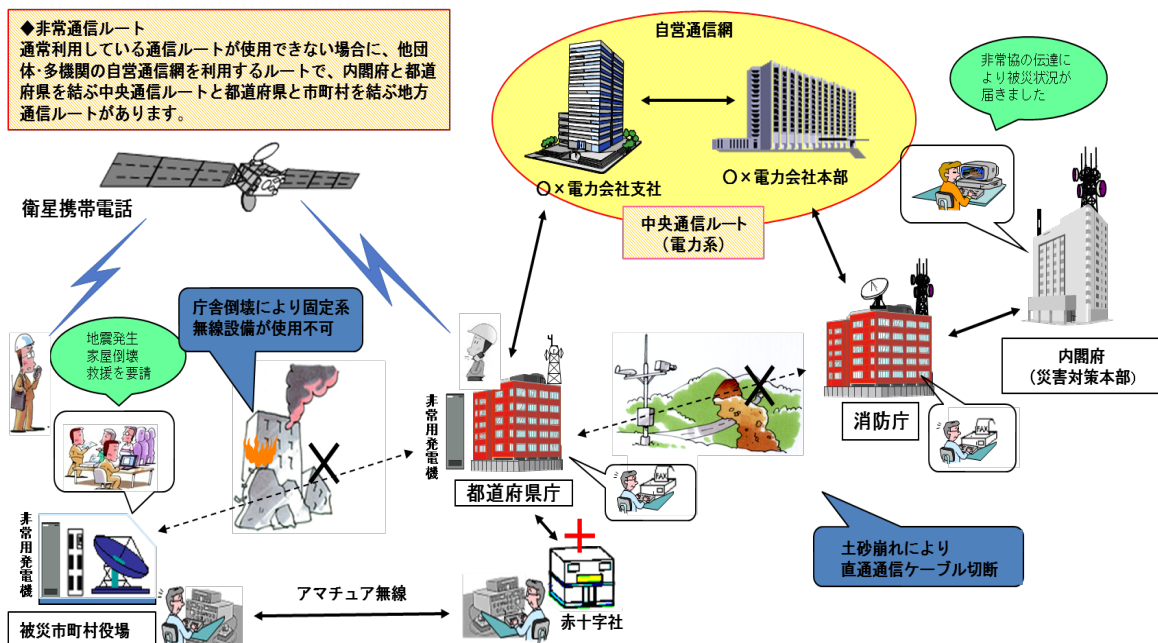 ◆非常通信ルート
通常利用している通信ルートが使用できない場合に、他団
体・多機関の自営通信網を利用するルートで、内閣府と都道
府県を結ぶ中央通信ルートと都道府県と市町村を結ぶ地方
通信ルートがあります。
自営通信網
〇×電力会社支社
〇×電力会社本部
中央通信ルート
(電力系)
非常協の伝達に
より被災状況が
届きました
衛星携帯電話
庁舎倒壊により固定系
無線設備が使用不可
地震発生
家屋倒壊
救援を要請
非常用発電機
都道府県庁
FAX
消防庁
FAX
内閣府
(災害対策本部)
土砂崩れにより
直通通信ケーブル切断
非常用発電機
被災市町村役場
アマチュア無線
赤十字社